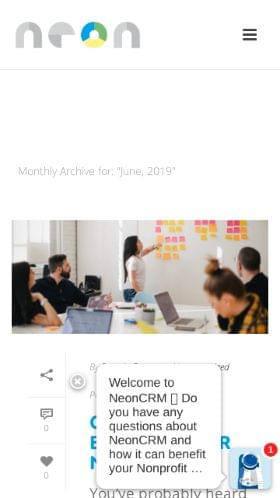 neon
Monthly Archive for: "June, 2019"
Welcome to
NeonCRM▯ Do
you have any
questions about
NeonCRM and
how it can benefit
your Nonprofit ...
0
0
1
You've probably heard